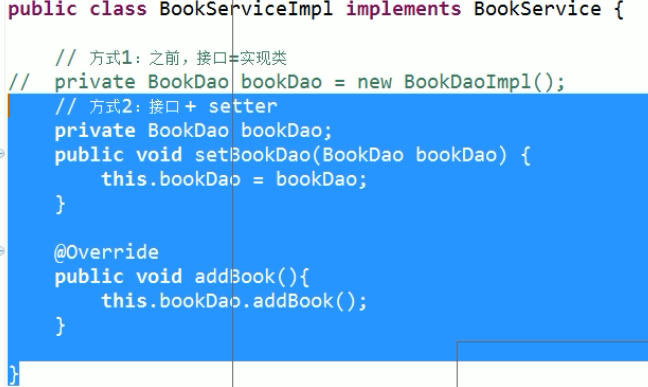 public class BookServiceImpl implements BookService {
// 方式1：之前，接口=实现类
//  private BookDao bookDao = new BookDaoImpl();
// 方式2：接口 + setter
private BookDao bookDao;
public void setBookDao(BookDao bookDao) {
this.bookDao = bookDao;
}
@Override
public void addBook(){
this.bookDao.addBook();
}
}